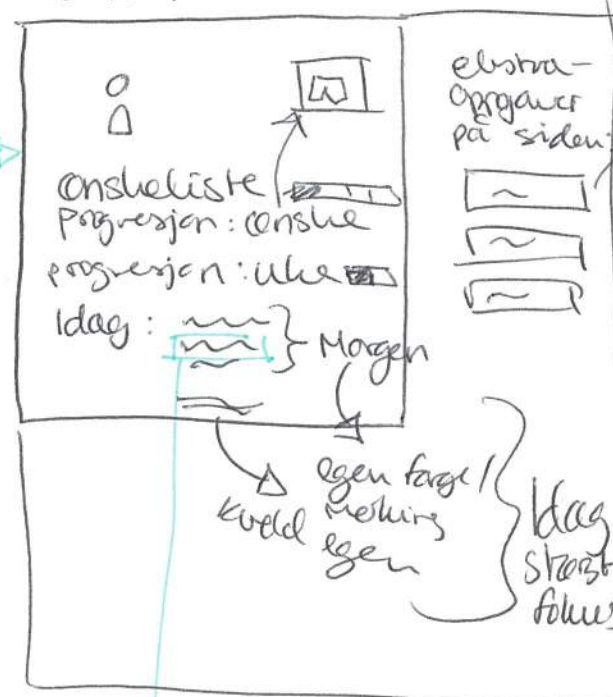 ønskeliste
progresjon: ønske
progresjon: uke
Idag:
Morgen
egen farge/
Kveld merking
egen
ekstra-
oppgaver
på siden
Idag
størst
fokus